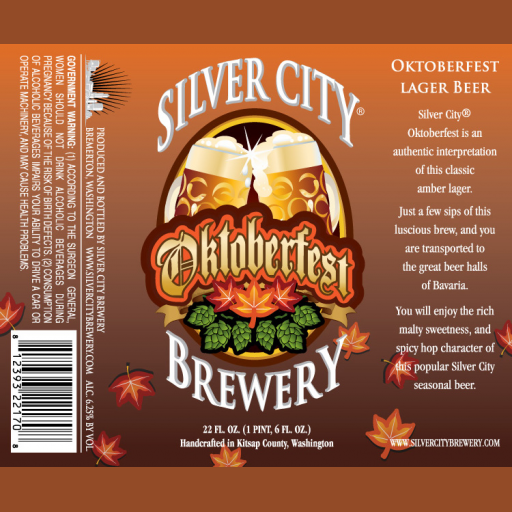 GOVERNMENT WARNING: (1) ACCORDING TO THE SURGEON GENERAL,
WOMEN SHOULD NOT DRINK ALCOHOLIC BEVERAGES DURING
PREGNANCY BECAUSE OF THE RISK OF BIRTH DEFECTS. (2) CONSUMPTION
OF ALCOHOLIC BEVERAGES IMPAIRS YOUR ABILITY TO DRIVE A CAR OR
OPERATE MACHINERY, AND MAY CAUSE HEALTH PROBLEMS.
PRODUCED AND BOTTLED BY SILVER CITY BREWERY
BREMERTON, WASHINGTON WWW.SILVERCITYBREWERY.COM ALC. 6.25% BY VOL.
8 12393 22170 8
SILVER CITY®
Oktoberfest
BREWERY
22 FL. OZ. (1 PINT, 6 FL. OZ.)
Handcrafted in Kitsap County, Washington
OKTOBERFEST
LAGER BEER
Silver City®
Oktoberfest is an
authentic interpretation
of this classic
amber lager.
Just a few sips of this
luscious brew, and you
are transported to
the great beer halls
of Bavaria.
You will enjoy the rich
malty sweetness, and
spicy hop character of
this popular Silver City
seasonal beer.
WWW.SILVERCITYBREWERY.COM